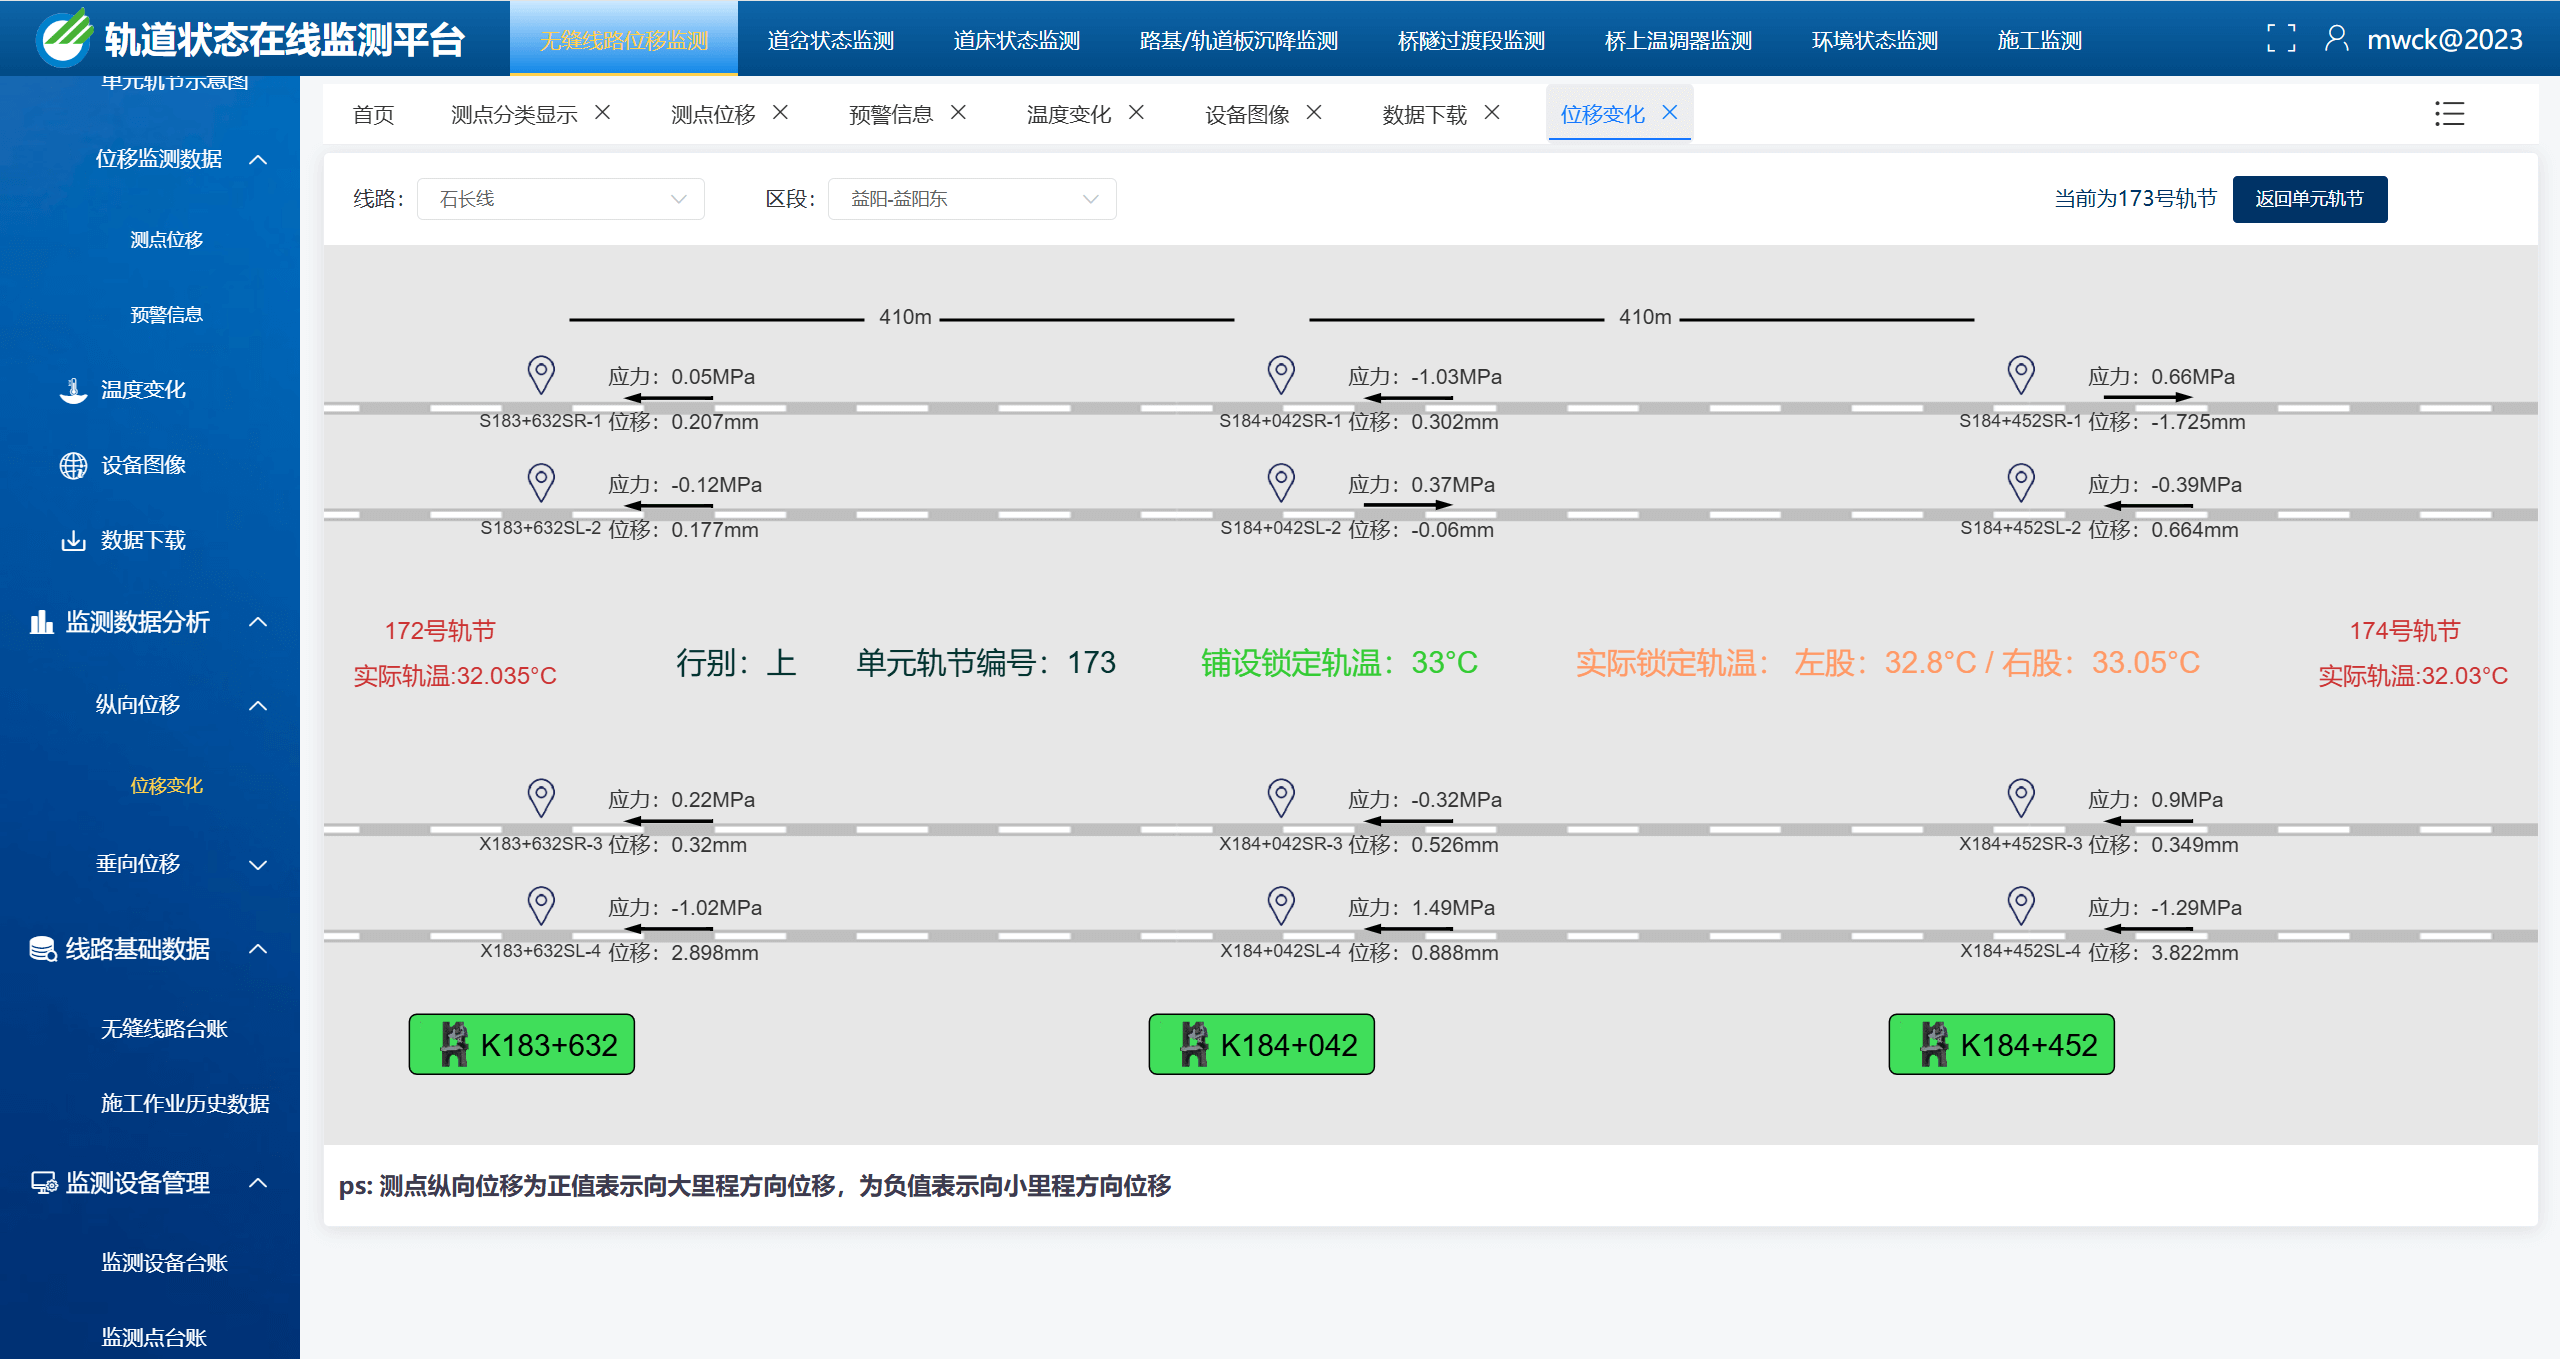 轨道状态在线监测平台
无缝线路位移监测 道岔状态监测 道床状态监测 路基/轨道板沉降监测 桥隧过渡段监测 桥上温调器监测 环境状态监测 施工监测 mwck@2023
单元轨节示意图
位移监测数据
测点位移
预警信息
温度变化
设备图像
数据下载
监测数据分析
纵向位移
位移变化
垂向位移
线路基础数据
无缝线路台账
施工作业历史数据
监测设备管理
监测设备台账
监测点台账
首页 测点分类显示 测点位移 预警信息 温度变化 设备图像 数据下载 位移变化
线路： 石长线 区段： 益阳-益阳东 当前为173号轨节 返回单元轨节
410m 410m
应力：0.05MPa 应力：-1.03MPa 应力：0.66MPa
S183+632SR-1 位移：0.207mm S184+042SR-1 位移：0.302mm S184+452SR-1 位移：-1.725mm
应力：-0.12MPa 应力：0.37MPa 应力：-0.39MPa
S183+632SL-2 位移：0.177mm S184+042SL-2 位移：-0.06mm S184+452SL-2 位移：0.664mm
172号轨节 174号轨节
实际轨温:32.035°C 行别：上 单元轨节编号：173 铺设锁定轨温：33°C 实际锁定轨温： 左股：32.8°C / 右股：33.05°C 实际轨温:32.03°C
应力：0.22MPa 应力：-0.32MPa 应力：0.9MPa
X183+632SR-3 位移：0.32mm X184+042SR-3 位移：0.526mm X184+452SR-3 位移：0.349mm
应力：-1.02MPa 应力：1.49MPa 应力：-1.29MPa
X183+632SL-4 位移：2.898mm X184+042SL-4 位移：0.888mm X184+452SL-4 位移：3.822mm
K183+632 K184+042 K184+452
ps: 测点纵向位移为正值表示向大里程方向位移，为负值表示向小里程方向位移